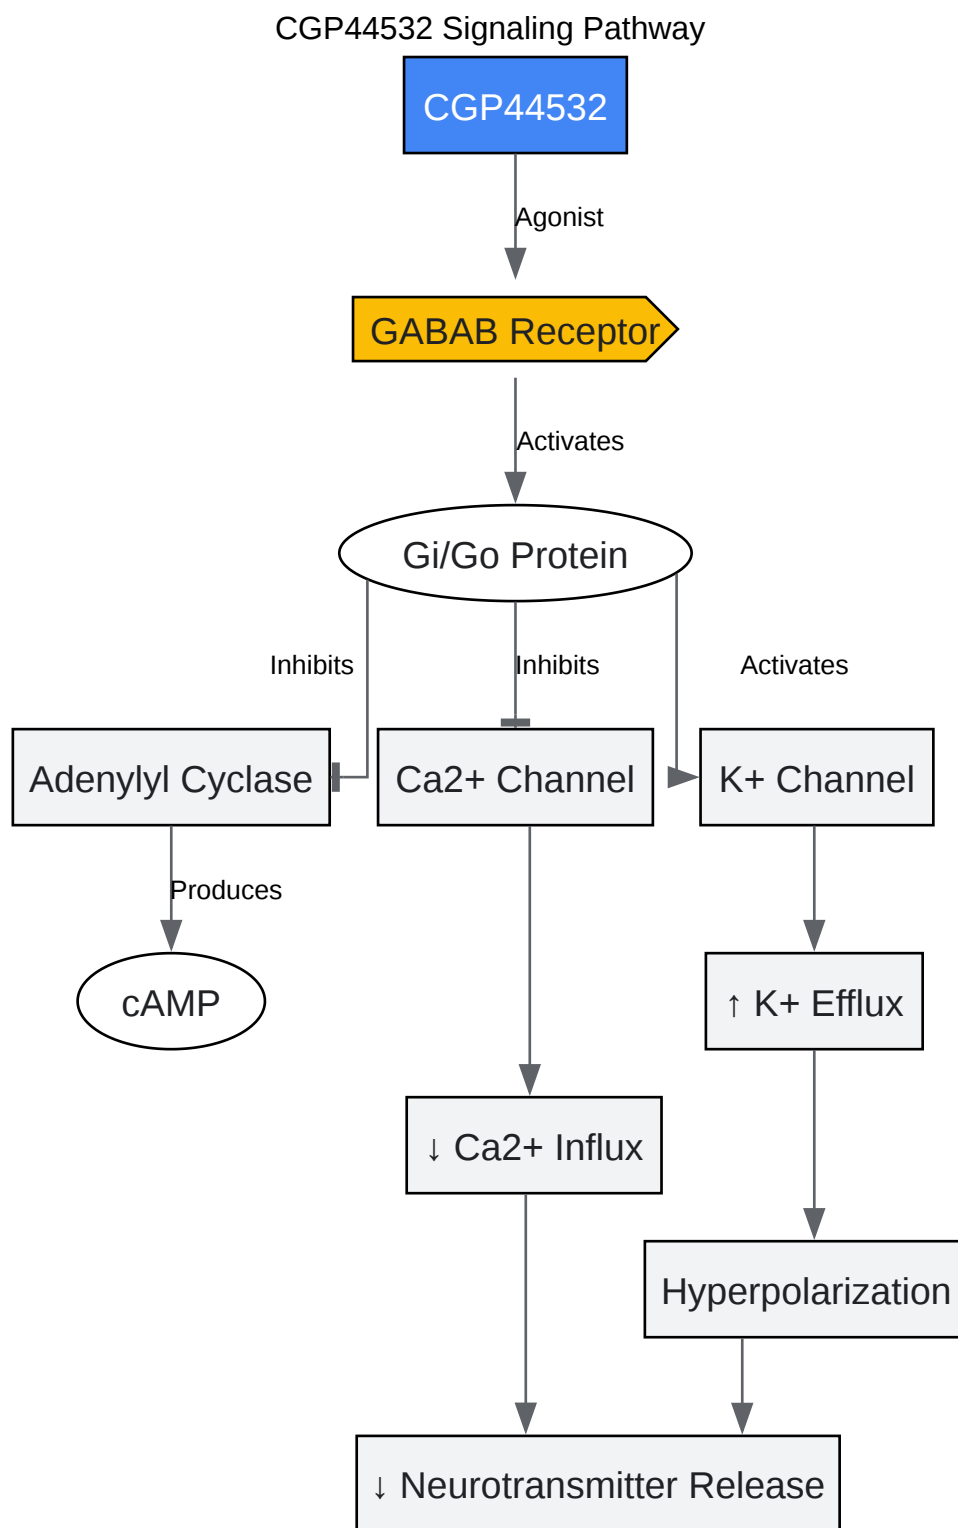 CGP44532 Signaling Pathway
CGP44532
Agonist
GABAB Receptor
Activates
Gi/Go Protein
Inhibits
Inhibits
Activates
Adenylyl Cyclase
Ca2+ Channel
K+ Channel
Produces
cAMP
↑ K+ Efflux
↓ Ca2+ Influx
Hyperpolarization
↓ Neurotransmitter Release